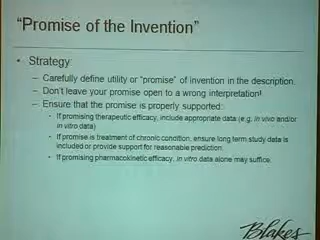 “Promise of the Invention”
• Strategy:
– Carefully define utility or “promise” of invention in the description.
– Don't leave your promise open to a wrong interpretation!
– Ensure that the promise is properly supported:
• If promising therapeutic efficacy, include appropriate data (e.g. in vivo and/or
in vitro data)
• If promise is treatment of chronic condition, ensure long term study data is
included or provide support for reasonable prediction.
• If promising pharmacokinetic efficacy, in vitro data alone may suffice.
Blakes